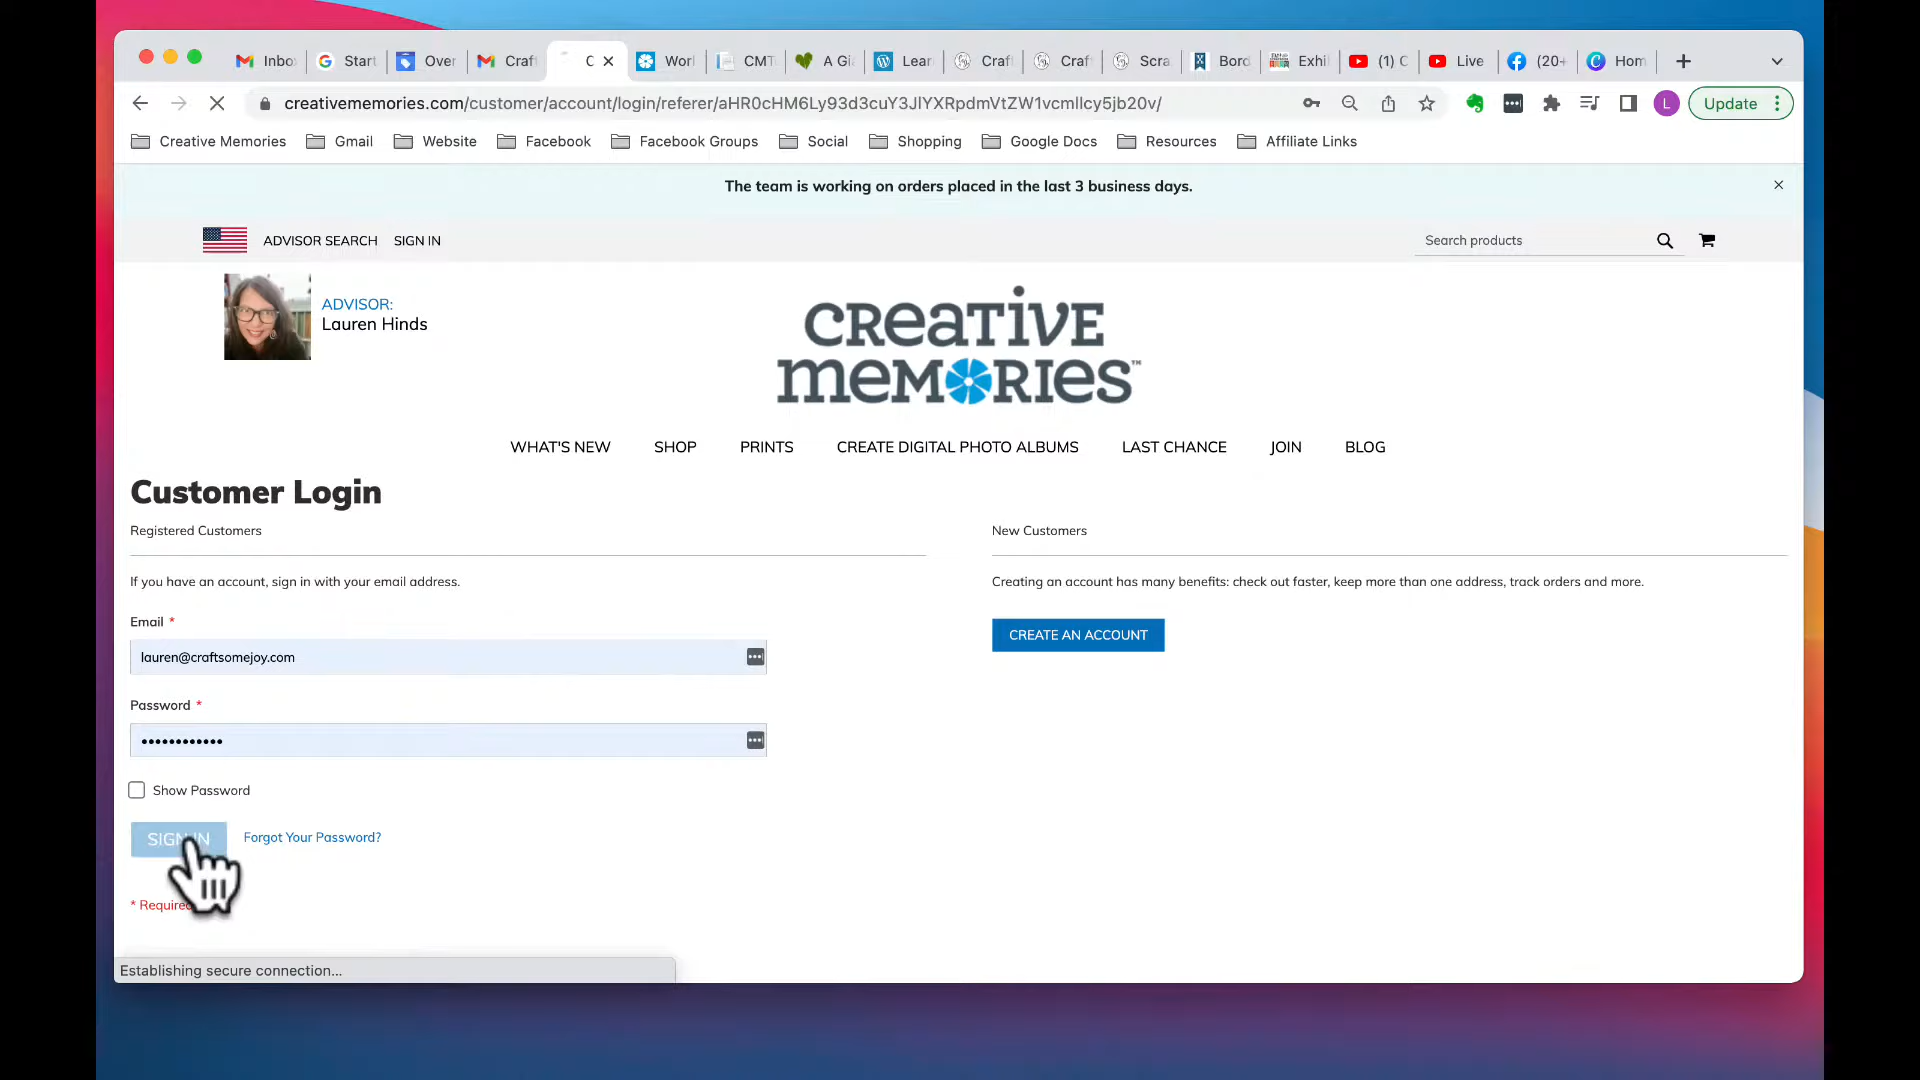 Inbo
Start
Over
Craft
C
Worl
CMT
A Gi
Learn
Craf
Craf
Scra
Bord
Exhi
(1) C
Live
(20+
Hom
creativememories.com/customer/account/login/referer/
Update
Creative Memories
Gmail
Website
Facebook
Facebook Groups
Social
Shopping
Google Docs
Resources
Affiliate Links
The team is working on orders placed in the last 3 business days.
ADVISOR SEARCH
SIGN IN
Search products
ADVISOR:
Lauren Hinds
CREATIVE
MEMORIES™
WHAT'S NEW
SHOP
PRINTS
CREATE DIGITAL PHOTO ALBUMS
LAST CHANCE
JOIN
BLOG
Customer Login
Registered Customers
New Customers
If you have an account, sign in with your email address.
Creating an account has many benefits: check out faster, keep more than one address, track orders and more.
Email *
CREATE AN ACCOUNT
lauren@craftsomejoy.com
Password *
••••••••••••
Show Password
SIGN IN
Forgot Your Password?
* Required
Establishing secure connection...